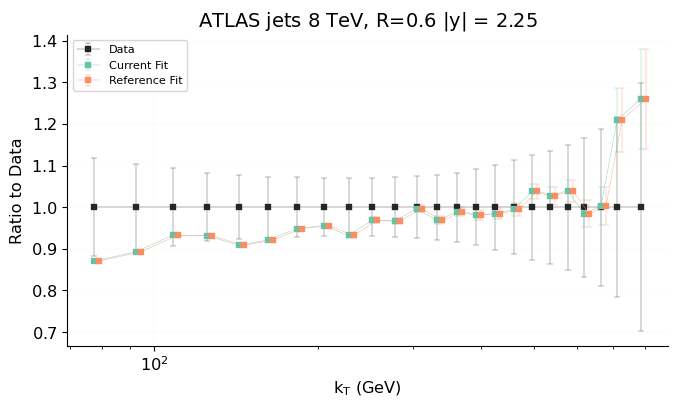 ATLAS jets 8 TeV, R=0.6 |y| = 2.25
Data
Current Fit
Reference Fit
Ratio to Data
1.4
1.3
1.2
1.1
1.0
0.9
0.8
0.7
10²
k_T (GeV)